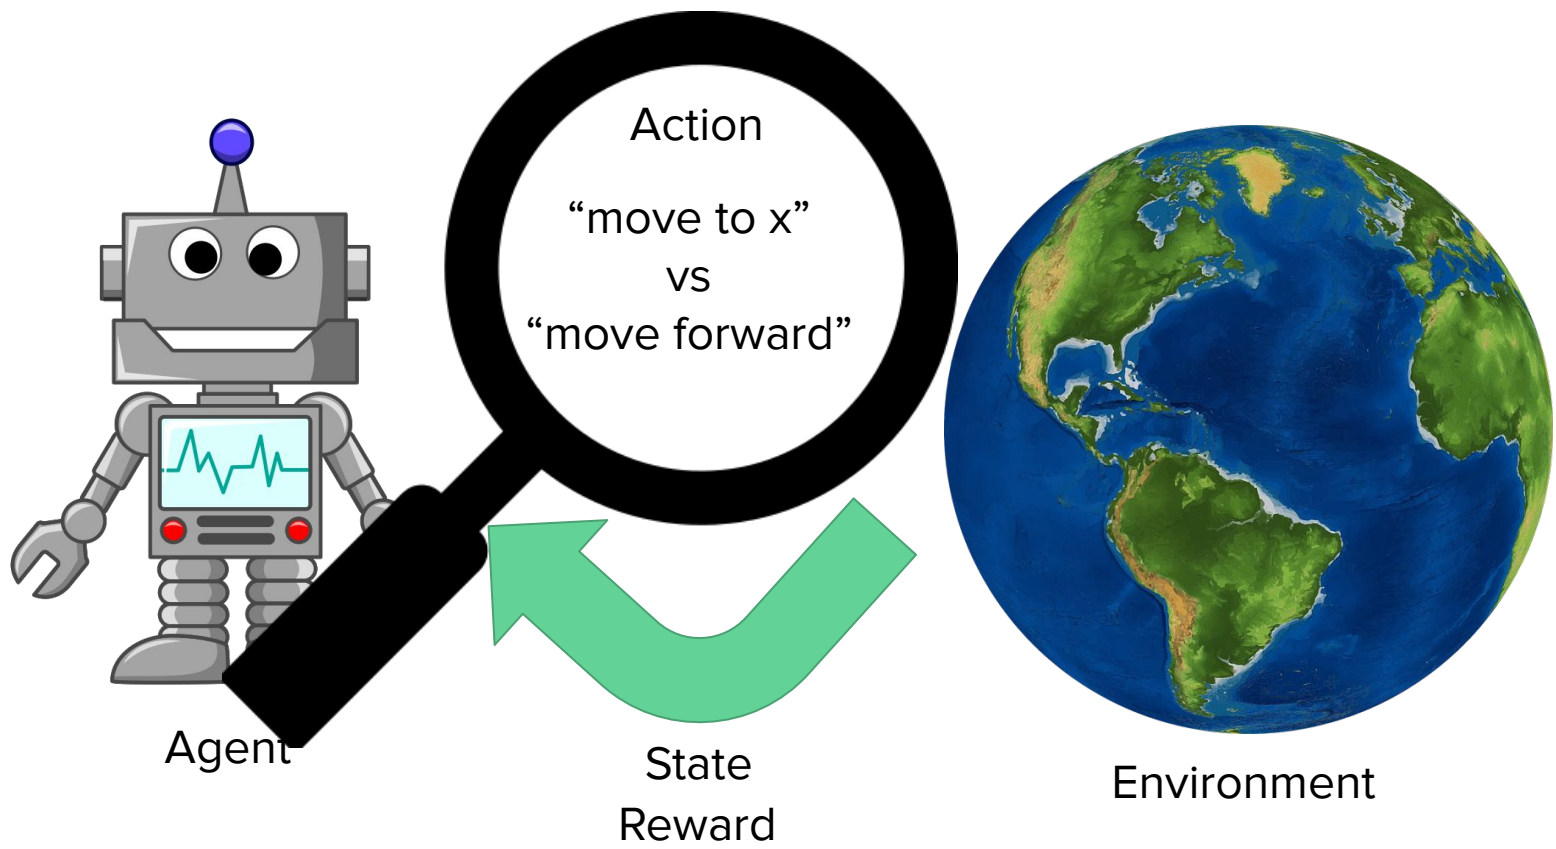 Action
“move to x”
vs
“move forward”
Agent
State
Reward
Environment